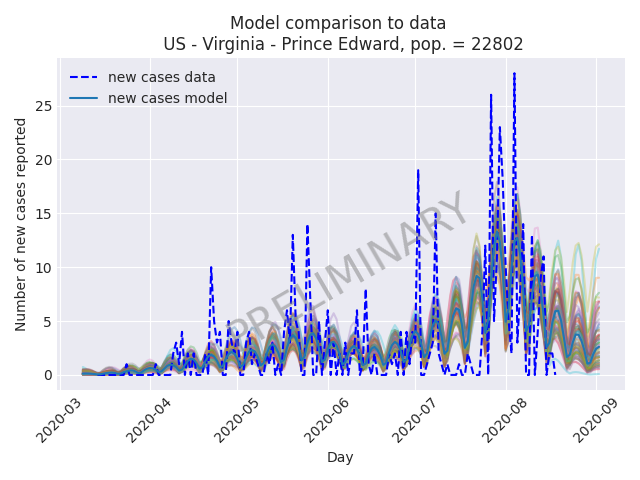 Model comparison to data
US - Virginia - Prince Edward, pop. = 22802
new cases data
new cases model
Number of new cases reported
25
20
15
10
5
0
PRELIMINARY
2020-03
2020-04
2020-05
2020-06
2020-07
2020-08
2020-09
Day